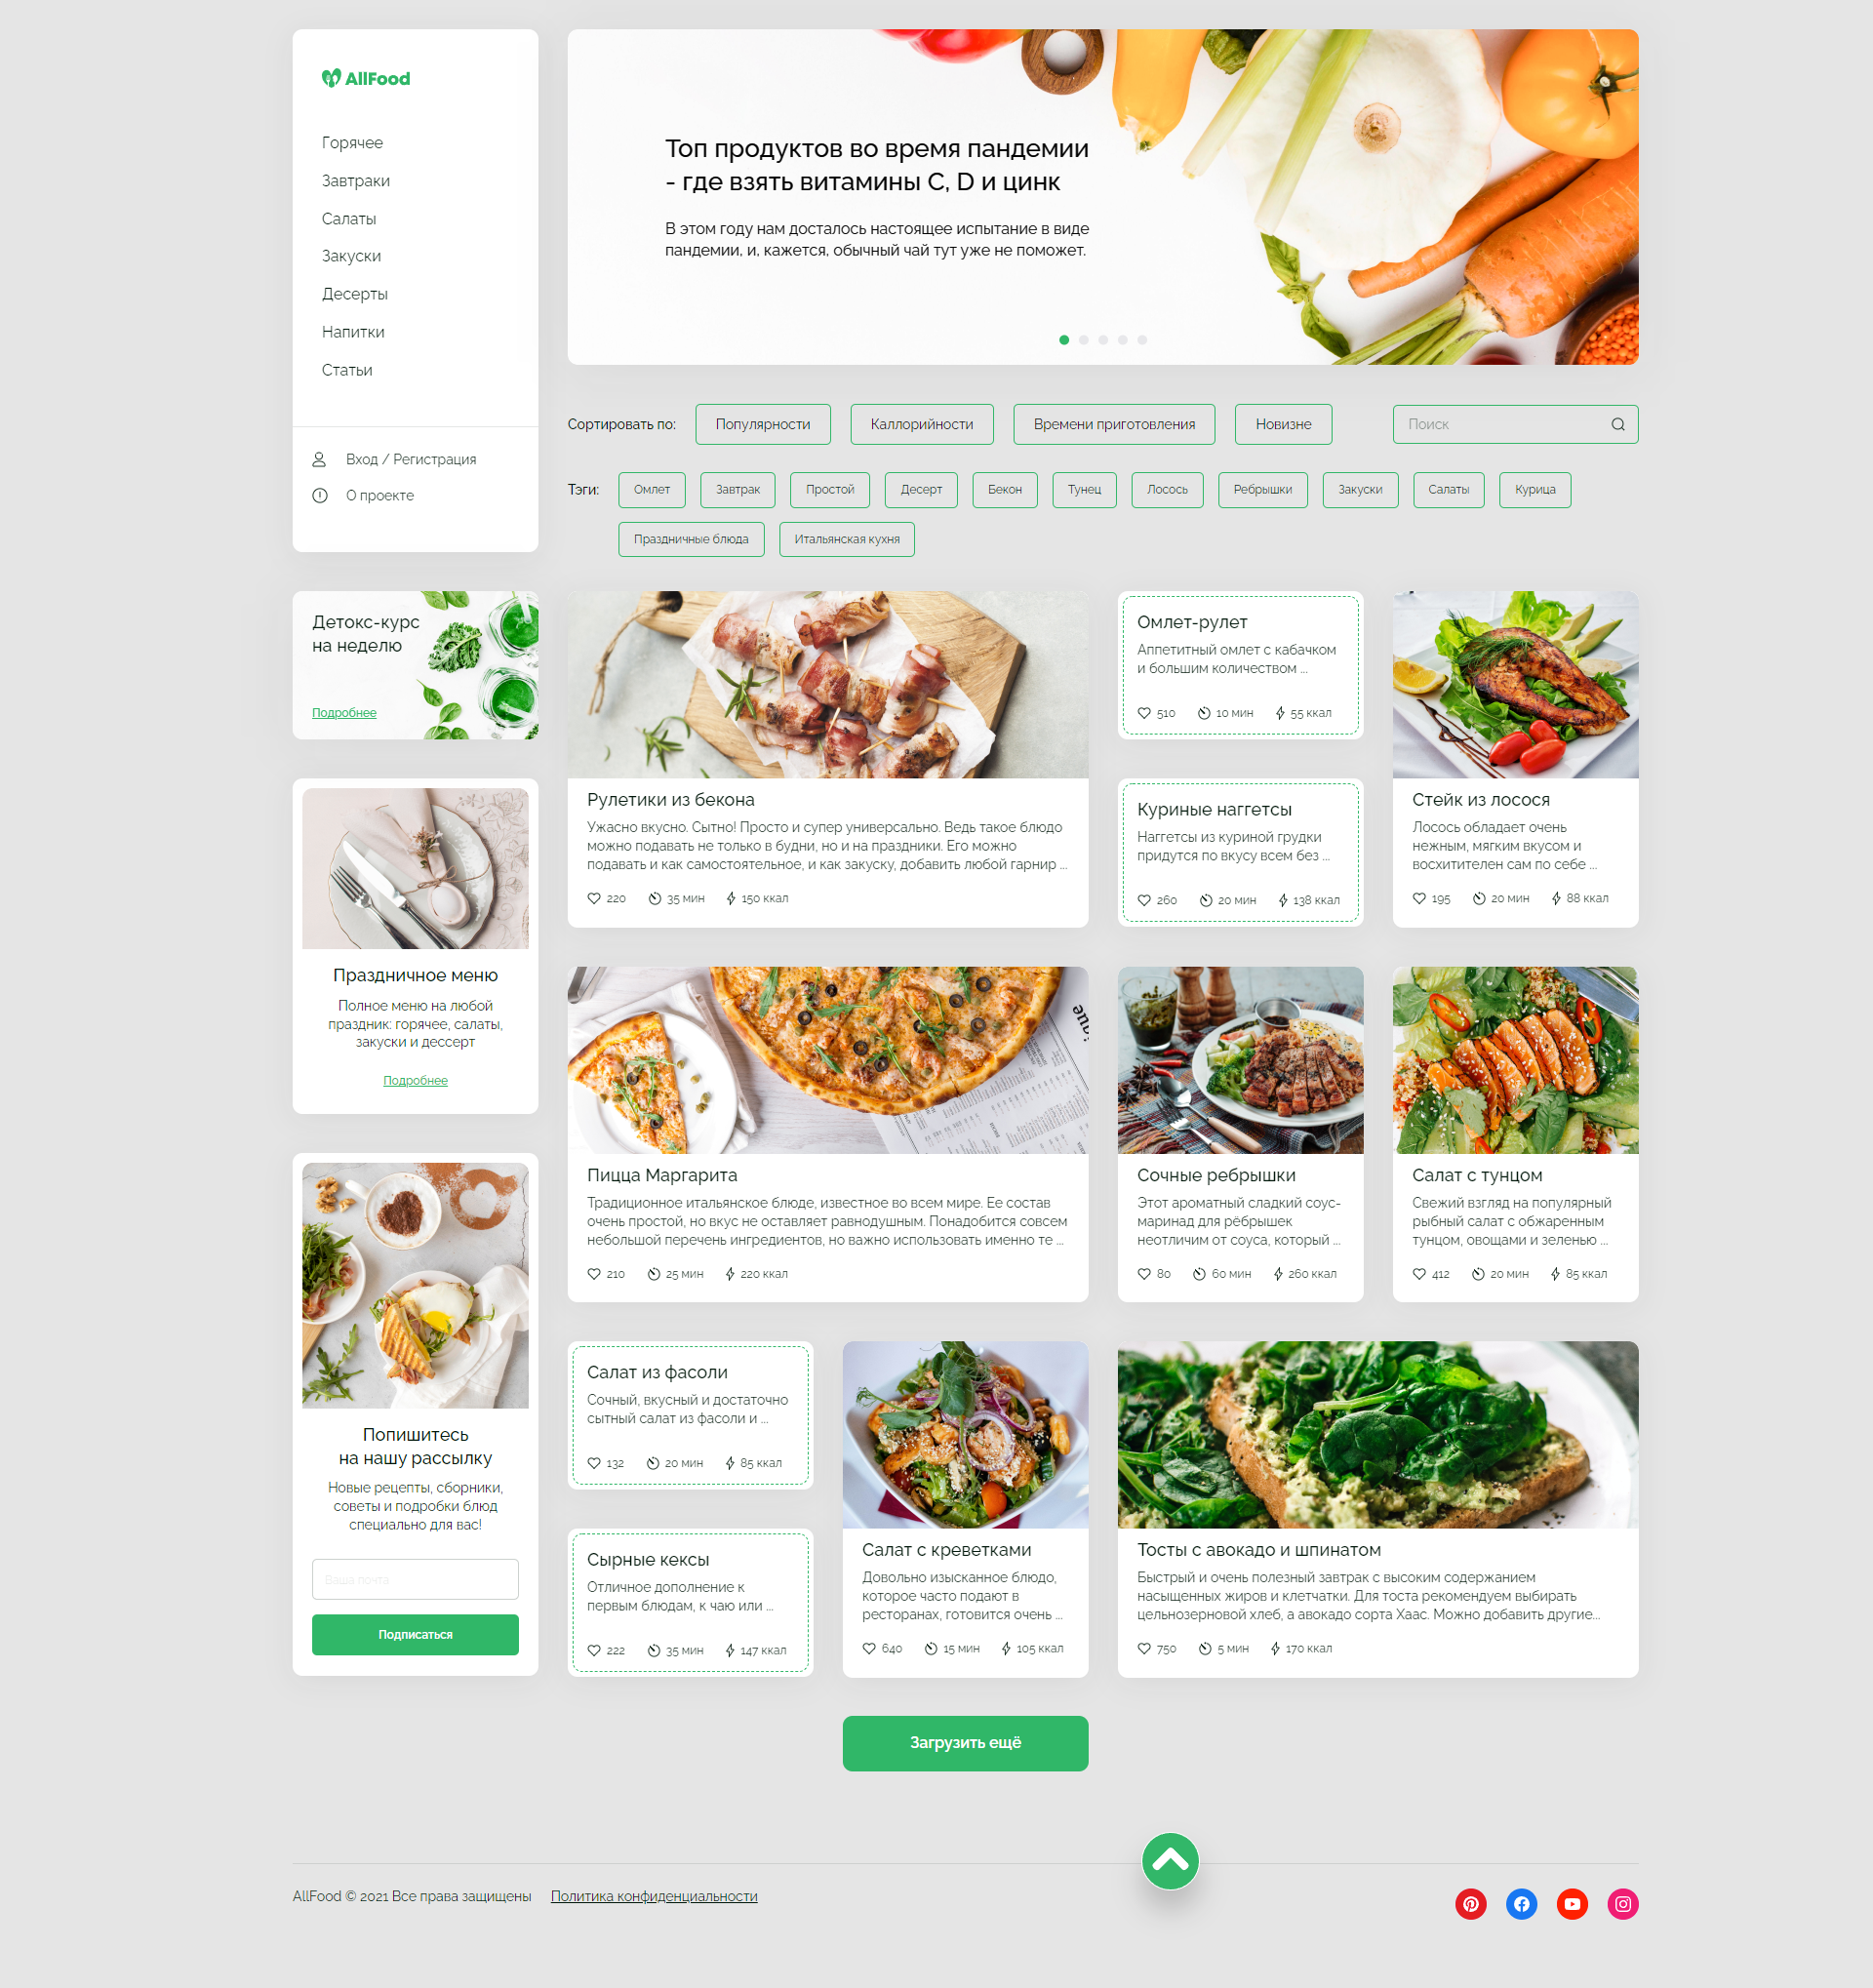 AllFood
Горячее
Завтраки
Салаты
Закуски
Десерты
Напитки
Статьи
Вход / Регистрация
О проекте
Топ продуктов во время пандемии
- где взять витамины C, D и цинк
В этом году нам досталось настоящее испытание в виде
пандемии, и, кажется, обычный чай тут уже не поможет.
Сортировать по:
Популярности
Каллорийности
Времени приготовления
Новизне
Поиск
Тэги:
Омлет
Завтрак
Простой
Десерт
Бекон
Тунец
Лосось
Ребрышки
Закуски
Салаты
Курица
Праздничные блюда
Итальянская кухня
Детокс-курс
на неделю
Подробнее
Праздничное меню
Полное меню на любой
праздник: горячее, салаты,
закуски и дессерт
Подробнее
Попишитесь
на нашу рассылку
Новые рецепты, сборники,
советы и подробки блюд
специально для вас!
Ваша почта
Подписаться
Рулетики из бекона
Ужасно вкусно. Сытно! Просто и супер универсально. Ведь такое блюдо
можно подавать не только в будни, но и на праздники. Его можно
подавать и как самостоятельное, и как закуску, добавить любой гарнир ...
220
35 мин
150 ккал
Омлет-рулет
Аппетитный омлет с кабачком
и большим количеством ...
510
10 мин
55 ккал
Куриные наггетсы
Наггетсы из куриной грудки
придутся по вкусу всем без ...
260
20 мин
138 ккал
Стейк из лосося
Лосось обладает очень
нежным, мягким вкусом и
восхитителен сам по себе ...
195
20 мин
88 ккал
que
Пицца Маргарита
Традиционное итальянское блюде, известное во всем мире. Ее состав
очень простой, но вкус не оставляет равнодушным. Понадобится совсем
небольшой перечень ингредиентов, но важно использовать именно те ...
210
25 мин
220 ккал
Сочные ребрышки
Этот ароматный сладкий соус-
маринад для рёбрышек
неотличим от соуса, который ...
80
60 мин
260 ккал
Салат с тунцом
Свежий взгляд на популярный
рыбный салат с обжаренным
тунцом, овощами и зеленью ...
412
20 мин
85 ккал
Салат из фасоли
Сочный, вкусный и достаточно
сытный салат из фасоли и ...
132
20 мин
85 ккал
Сырные кексы
Отличное дополнение к
первым блюдам, к чаю или ...
222
35 мин
147 ккал
Салат с креветками
Довольно изысканное блюдо,
которое часто подают в
ресторанах, готовится очень ...
640
15 мин
105 ккал
Тосты с авокадо и шпинатом
Быстрый и очень полезный завтрак с высоким содержанием
насыщенных жиров и клетчатки. Для тоста рекомендуем выбирать
цельнозерновой хлеб, а авокадо сорта Хаас. Можно добавить другие...
750
5 мин
170 ккал
Загрузить ещё
AllFood © 2021 Все права защищены
Политика конфиденциальности